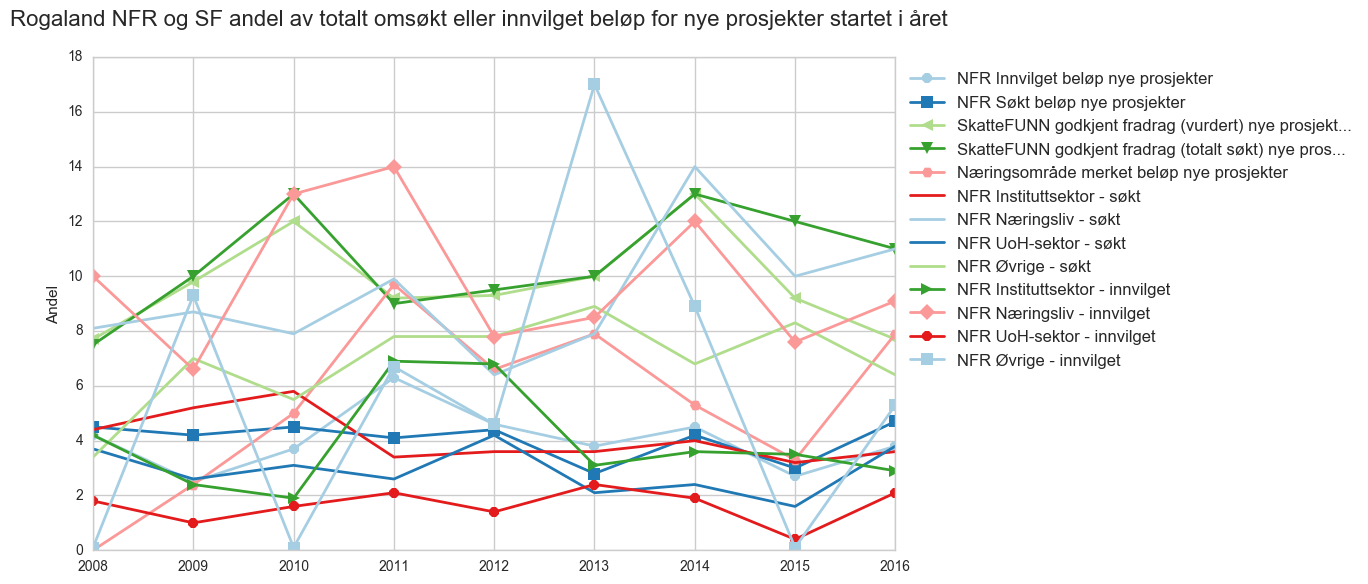 Rogaland NFR og SF andel av totalt omsøkt eller innvilget beløp for nye prosjekter startet i året
18
16
14
12
10
8
6
4
2
0
Andel
2008 2009 2010 2011 2012 2013 2014 2015 2016
NFR Innvilget beløp nye prosjekter
NFR Søkt beløp nye prosjekter
SkatteFUNN godkjent fradrag (vurdert) nye prosjekt...
SkatteFUNN godkjent fradrag (totalt søkt) nye pros...
Næringsområde merket beløp nye prosjekter
NFR Instituttsektor - søkt
NFR Næringsliv - søkt
NFR UoH-sektor - søkt
NFR Øvrige - søkt
NFR Instituttsektor - innvilget
NFR Næringsliv - innvilget
NFR UoH-sektor - innvilget
NFR Øvrige - innvilget